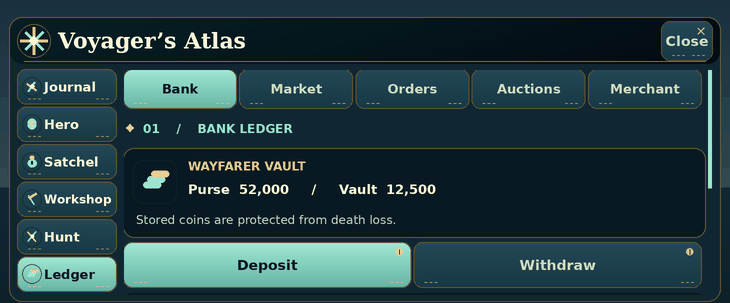 Voyager's Atlas
× Close
Journal
Hero
Satchel
Workshop
Hunt
Ledger
Bank Market Orders Auctions Merchant
01 / BANK LEDGER
WAYFARER VAULT
Purse 52,000 / Vault 12,500
Stored coins are protected from death loss.
Deposit Withdraw